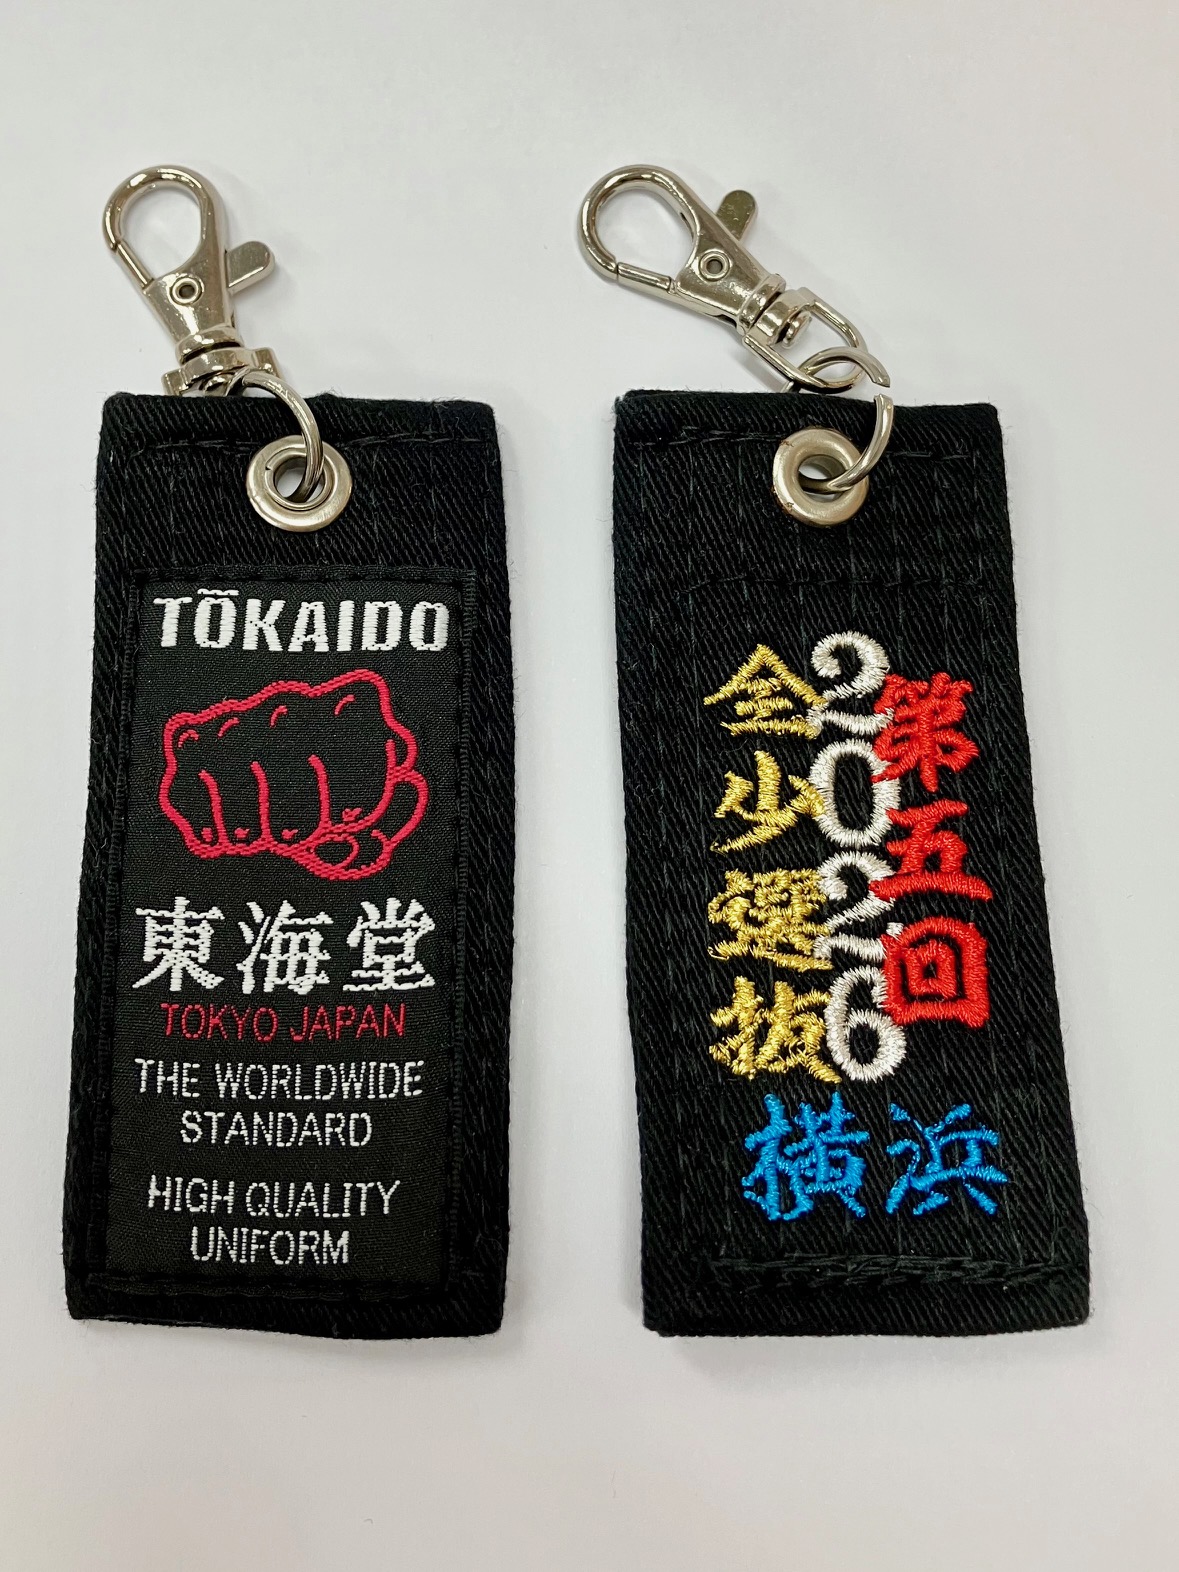 TŌKAIDO
東海堂
TOKYO JAPAN
THE WORLDWIDE
STANDARD
HIGH QUALITY
UNIFORM
第五回
2026
全少選抜
横浜